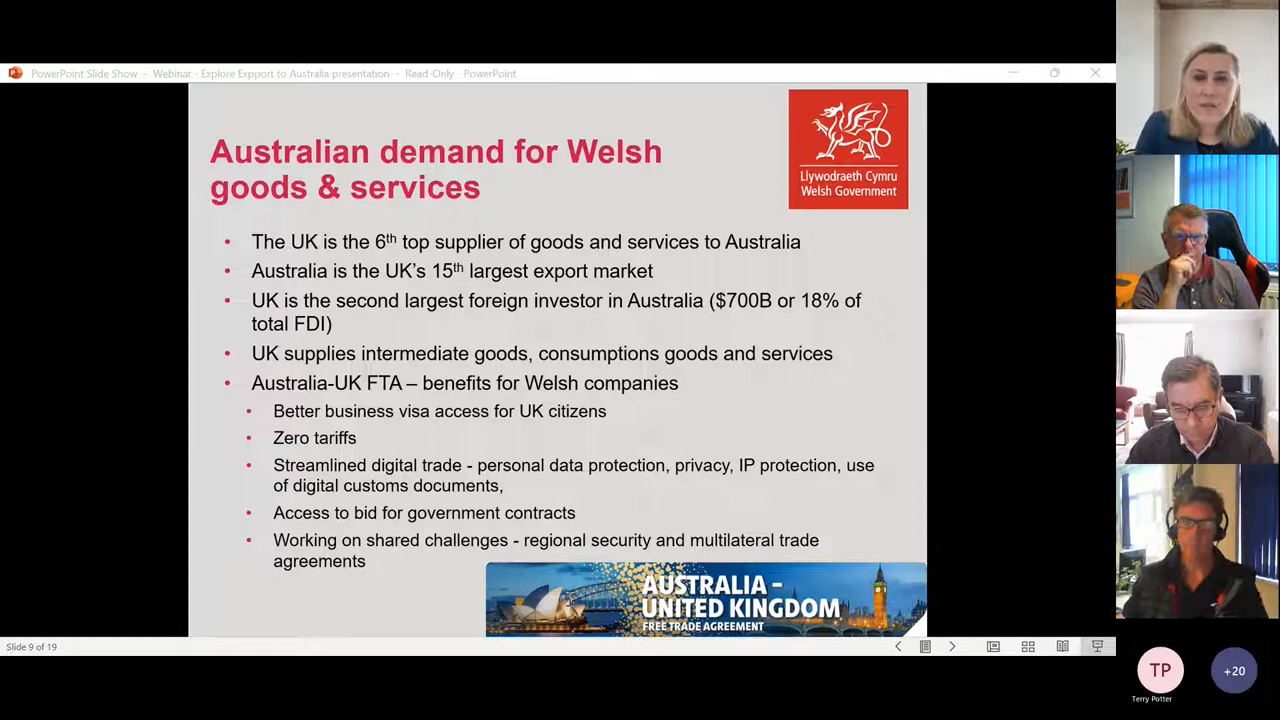 PowerPoint Slide Show - Webinar - Explore Expport to Australia presentation - Read-Only - PowerPoint
Australian demand for Welsh
goods & services
Llywodraeth Cymru
Welsh Government
• The UK is the 6th top supplier of goods and services to Australia
• Australia is the UK's 15th largest export market
• UK is the second largest foreign investor in Australia ($700B or 18% of
total FDI)
• UK supplies intermediate goods, consumptions goods and services
• Australia-UK FTA – benefits for Welsh companies
• Better business visa access for UK citizens
• Zero tariffs
• Streamlined digital trade - personal data protection, privacy, IP protection, use
of digital customs documents,
• Access to bid for government contracts
• Working on shared challenges - regional security and multilateral trade
agreements
AUSTRALIA -
UNITED KINGDOM
FREE TRADE AGREEMENT
Slide 9 of 19
TP
+20
Terry Potter